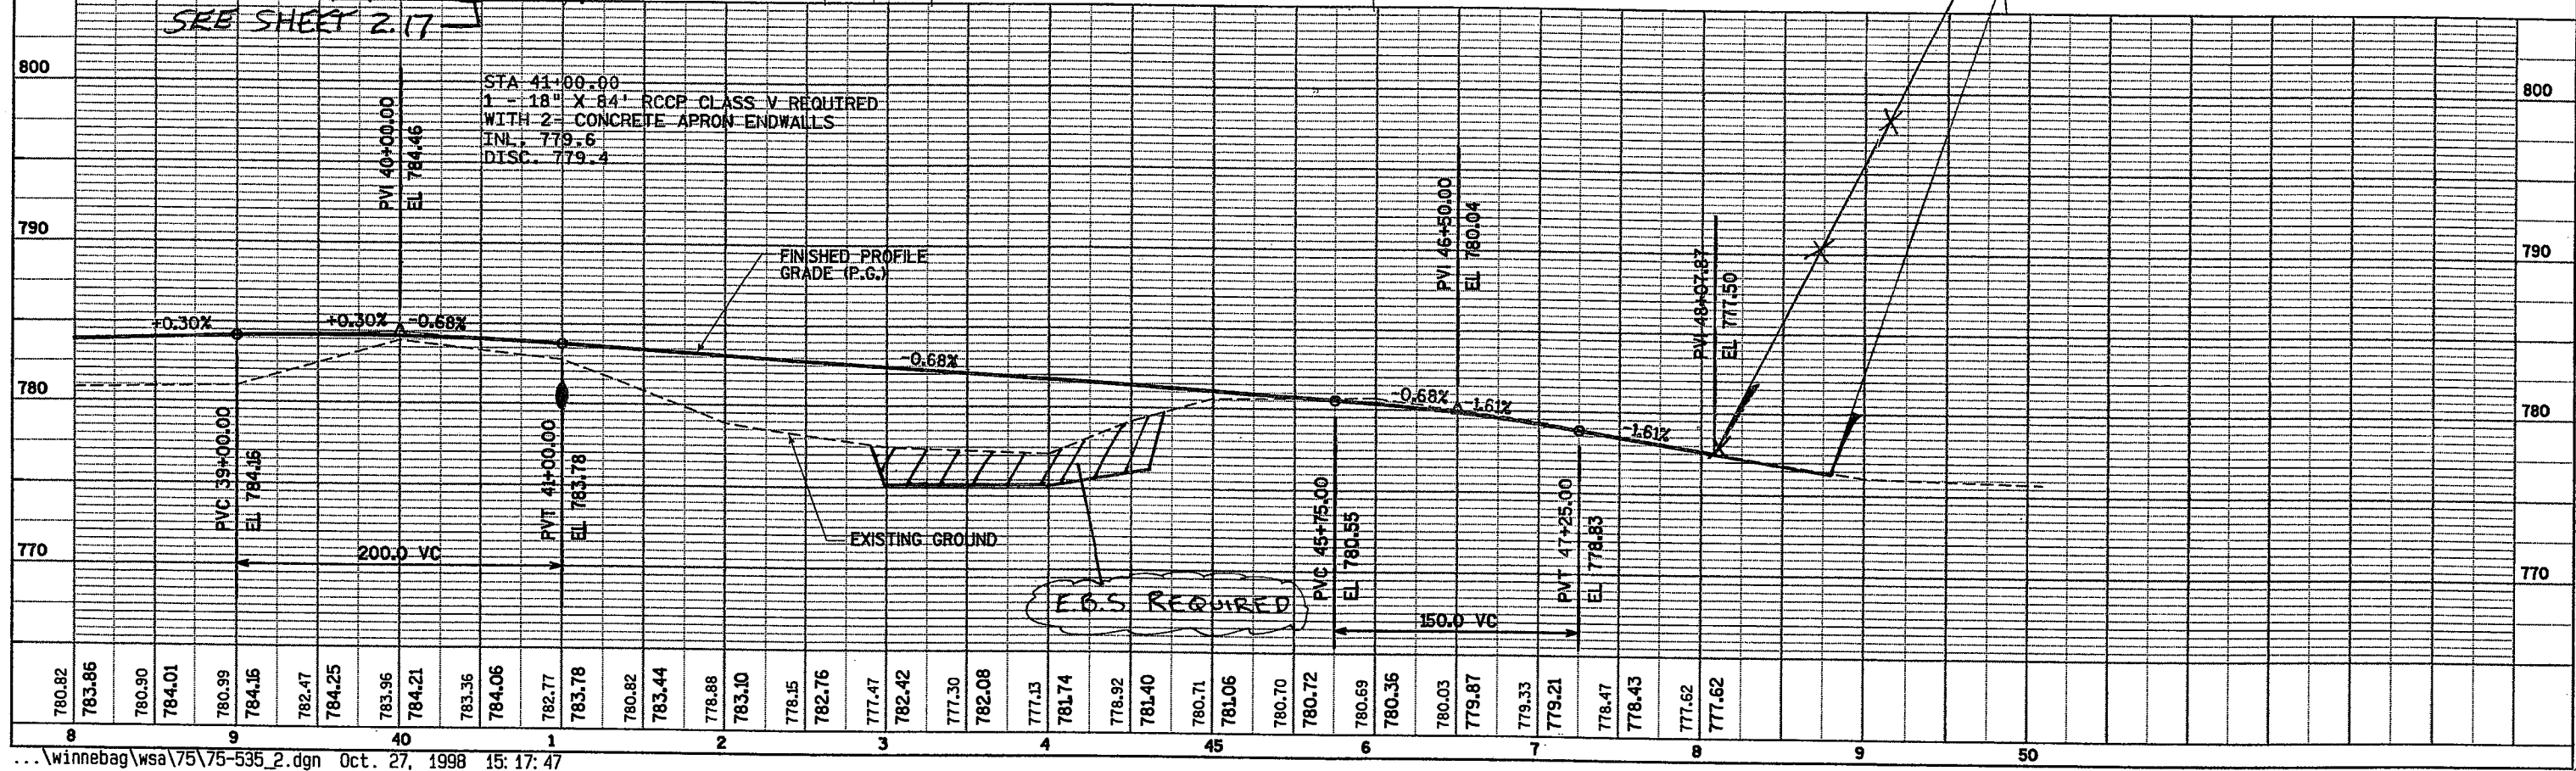 SEE SHEET 2.17
800
800
STA 41+00.00
1 - 18" X 84' RCCP CLASS V REQUIRED
WITH 2- CONCRETE APRON ENDWALLS
INL. 779.6
DISC. 779.4
PVI 40+00.00
EL 784.46
PVI 46+50.00
EL 780.04
PVI 48+07.87
EL 777.50
790
790
FINISHED PROFILE
GRADE (P.G.)
+0.30%
+0.30%
-0.68%
-0.68%
-0.68%
-1.61%
-1.61%
780
780
PVC 39+00.00
EL 784.16
PVT 41+00.00
EL 783.78
EXISTING GROUND
PVC 45+75.00
EL 780.55
PVT 47+25.00
EL 778.83
770
770
200.0 VC
E.B.S REQUIRED
150.0 VC
780.82
783.86
780.90
784.01
780.99
784.16
782.47
784.25
783.96
784.21
783.36
784.06
782.77
783.78
780.82
783.44
778.88
783.10
778.15
782.76
777.47
782.42
777.30
782.08
777.13
781.74
778.92
781.40
780.71
781.06
780.70
780.72
780.69
780.36
780.03
779.87
779.33
779.21
778.47
778.43
777.62
777.62
8 9 40 1 2 3 4 45 6 7 8 9 50
...\winnebag\wsa\75\75-535_2.dgn Oct. 27, 1998 15:17:47